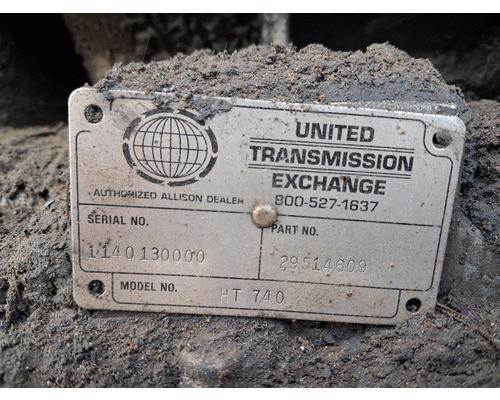 UNITED
TRANSMISSION
EXCHANGE
AUTHORIZED ALLISON DEALER
800-527-1637
SERIAL NO.
1140130000
PART NO.
29514609
MODEL NO. HT 740